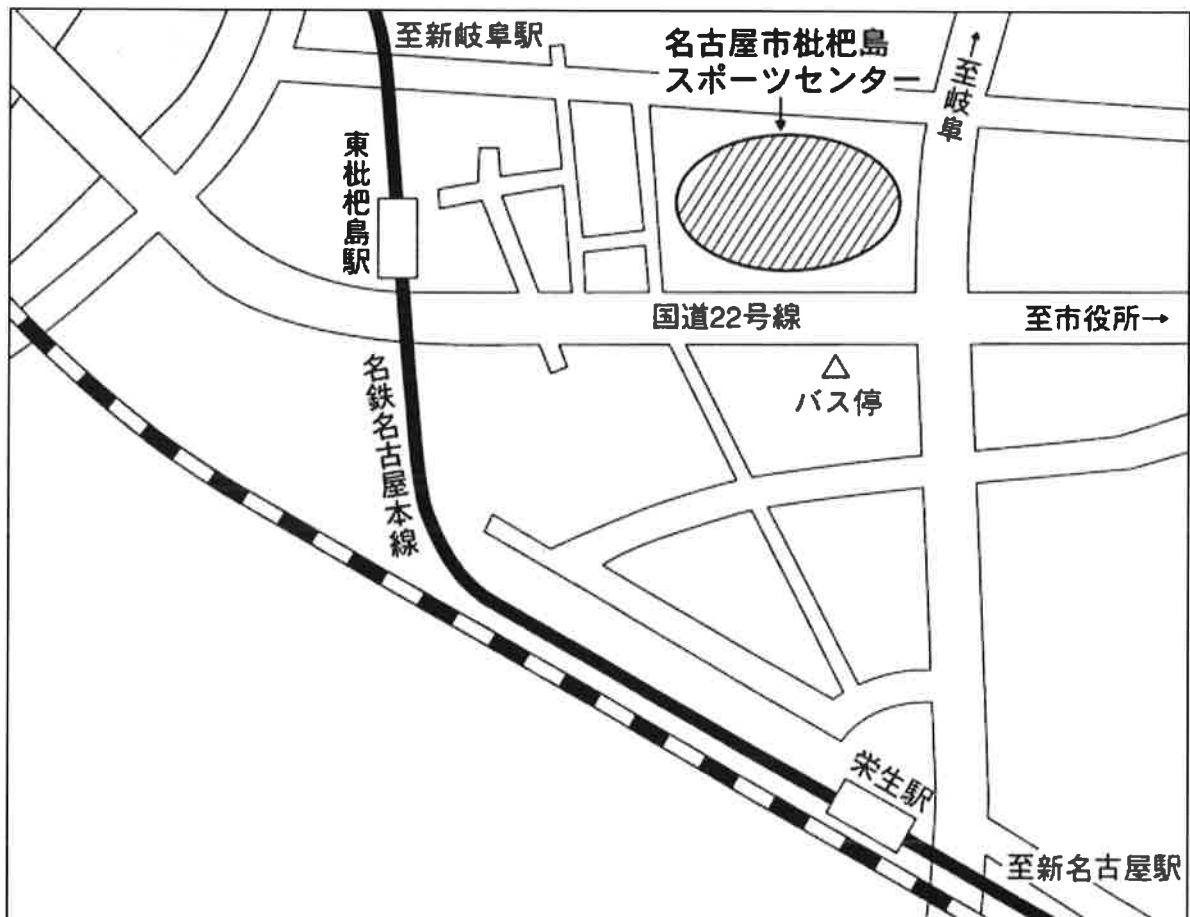 至新岐阜駅
名古屋市枇杷島
スポーツセンター
→至岐阜
東枇杷島駅
国道22号線
至市役所→
バス停
名鉄名古屋本線
栄生駅
至新名古屋駅